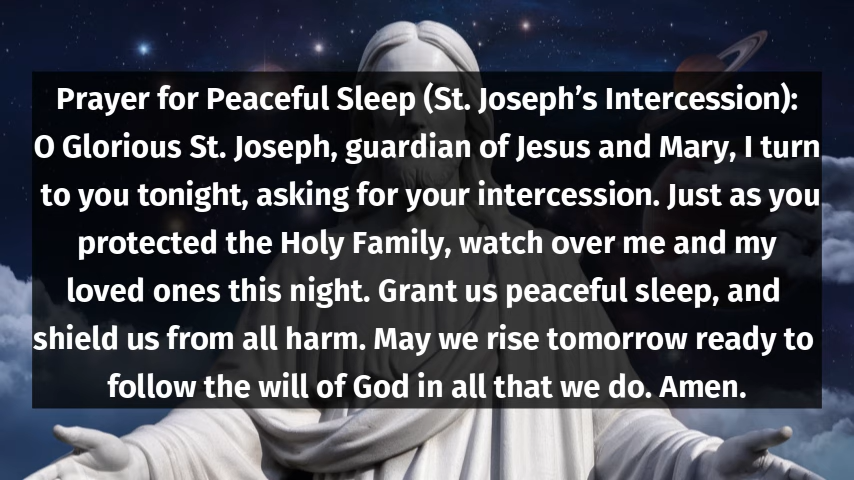 Prayer for Peaceful Sleep (St. Joseph’s Intercession):
O Glorious St. Joseph, guardian of Jesus and Mary, I turn
to you tonight, asking for your intercession. Just as you
protected the Holy Family, watch over me and my
loved ones this night. Grant us peaceful sleep, and
shield us from all harm. May we rise tomorrow ready to
follow the will of God in all that we do. Amen.